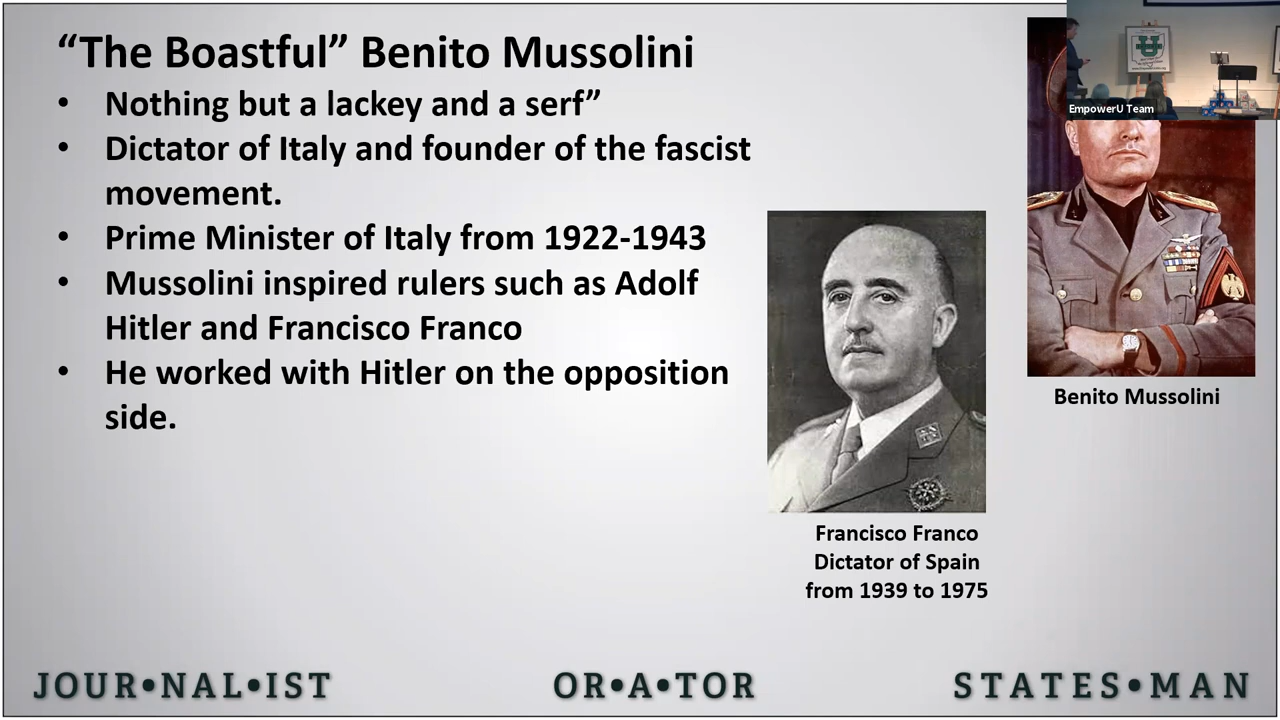 “The Boastful” Benito Mussolini
• Nothing but a lackey and a serf”
• Dictator of Italy and founder of the fascist
movement.
• Prime Minister of Italy from 1922-1943
• Mussolini inspired rulers such as Adolf
Hitler and Francisco Franco
• He worked with Hitler on the opposition
side.
EmpowerU Team
Benito Mussolini
Francisco Franco
Dictator of Spain
from 1939 to 1975
JOUR•NAL•IST
OR•A•TOR
STATES•MAN